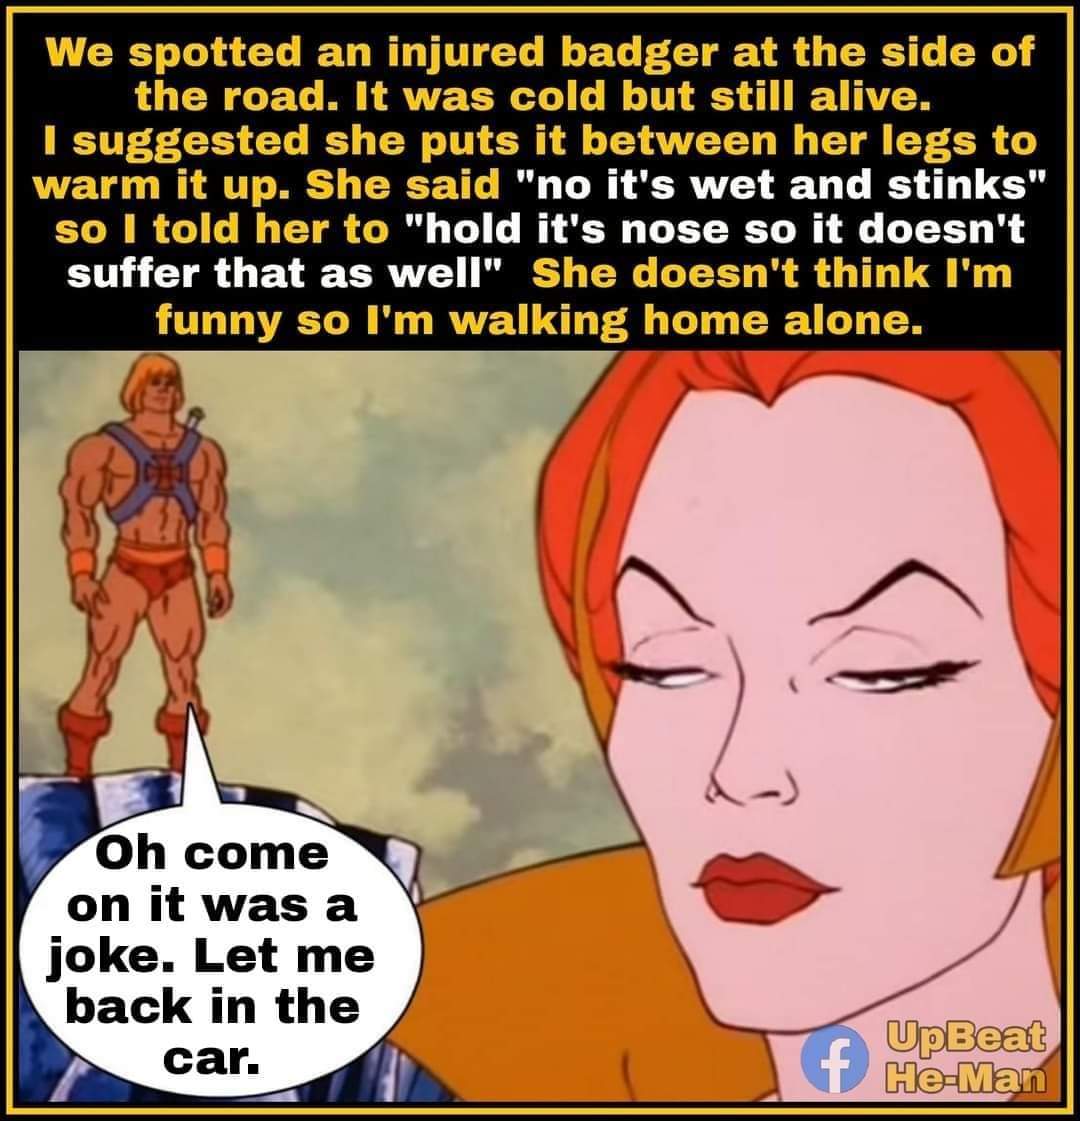 We spotted an injured badger at the side of
the road. It was cold but still alive.
I suggested she puts it between her legs to
warm it up. She said "no it's wet and stinks"
so I told her to "hold it's nose so it doesn't
suffer that as well" She doesn't think I'm
funny so I'm walking home alone.
Oh come
on it was a
joke. Let me
back in the
car.
f UpBeat
He-Man